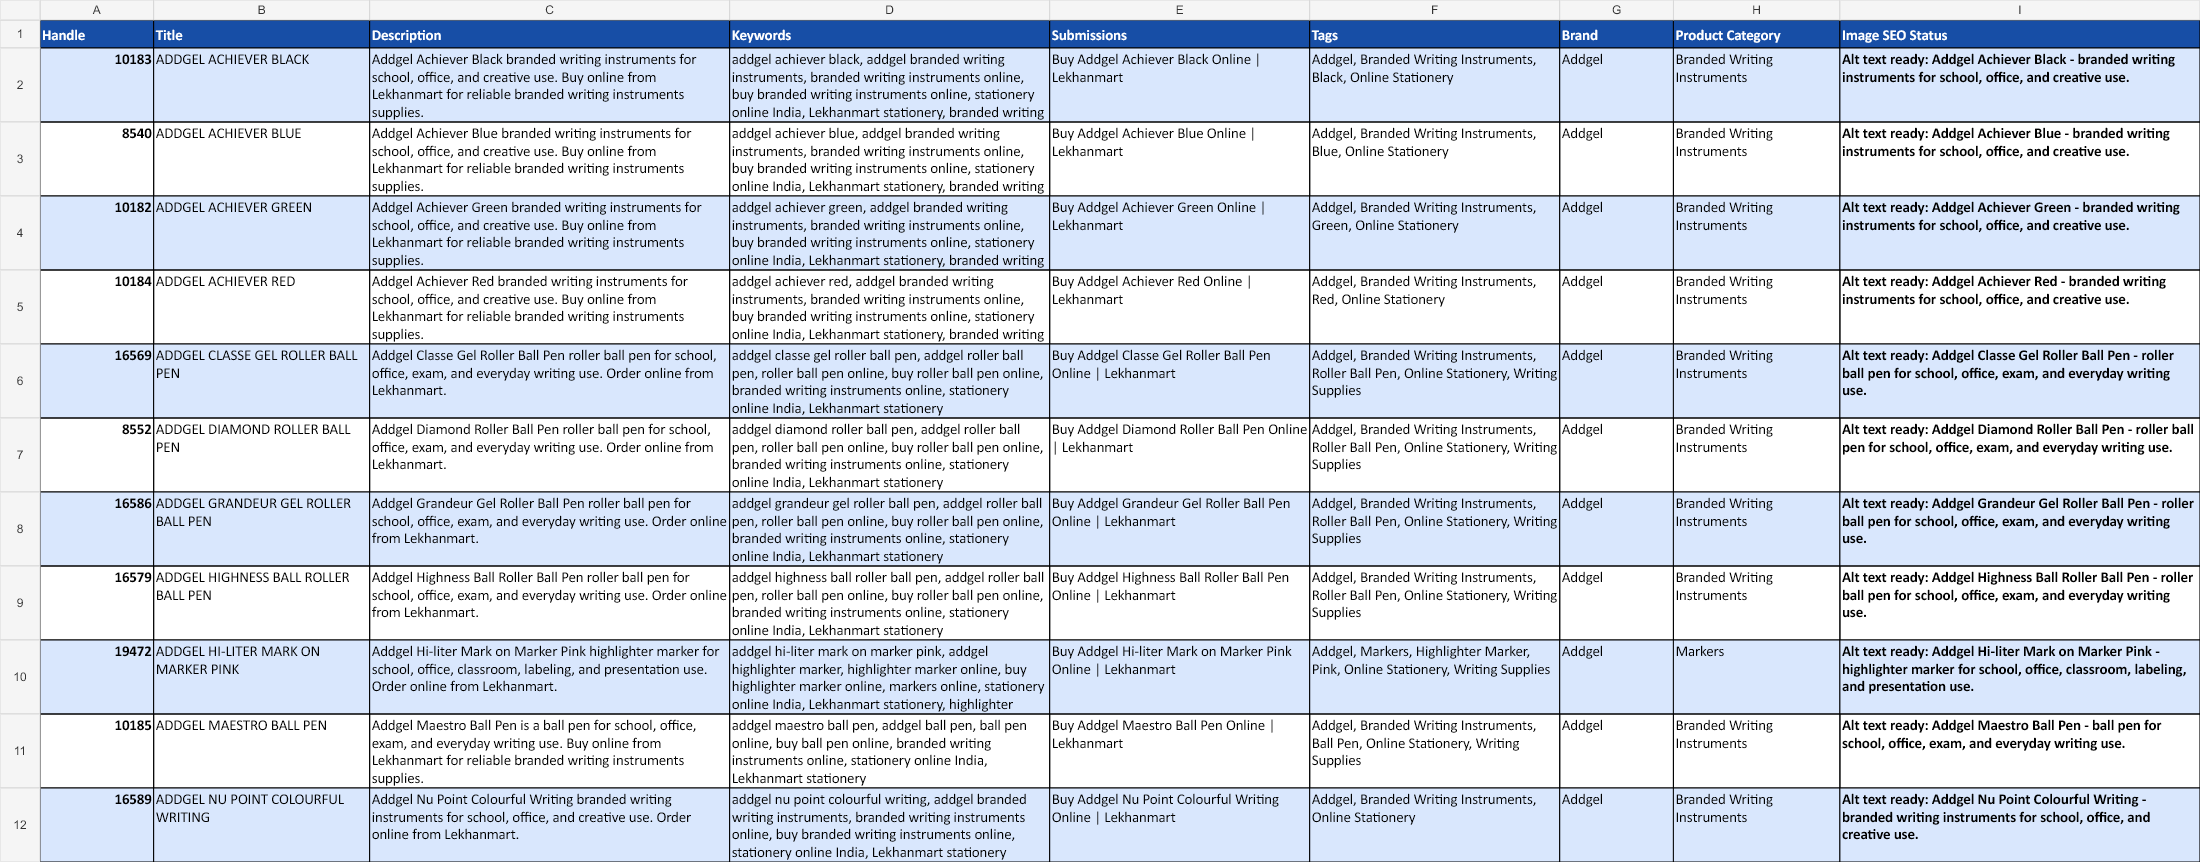 A B C D E F G H I
1 Handle Title Description Keywords Submissions Tags Brand Product Category Image SEO Status
2
10183
ADDGEL ACHIEVER BLACK
Addgel Achiever Black branded writing instruments for
school, office, and creative use. Buy online from
Lekhanmart for reliable branded writing instruments
supplies.
addgel achiever black, addgel branded writing
instruments, branded writing instruments online,
buy branded writing instruments online, stationery
online India, Lekhanmart stationery, branded writing
Buy Addgel Achiever Black Online |
Lekhanmart
Addgel, Branded Writing Instruments,
Black, Online Stationery
Addgel
Branded Writing
Instruments
Alt text ready: Addgel Achiever Black - branded writing
instruments for school, office, and creative use.
3
8540
ADDGEL ACHIEVER BLUE
Addgel Achiever Blue branded writing instruments for
school, office, and creative use. Buy online from
Lekhanmart for reliable branded writing instruments
supplies.
addgel achiever blue, addgel branded writing
instruments, branded writing instruments online,
buy branded writing instruments online, stationery
online India, Lekhanmart stationery, branded writing
Buy Addgel Achiever Blue Online |
Lekhanmart
Addgel, Branded Writing Instruments,
Blue, Online Stationery
Addgel
Branded Writing
Instruments
Alt text ready: Addgel Achiever Blue - branded writing
instruments for school, office, and creative use.
4
10182
ADDGEL ACHIEVER GREEN
Addgel Achiever Green branded writing instruments for
school, office, and creative use. Buy online from
Lekhanmart for reliable branded writing instruments
supplies.
addgel achiever green, addgel branded writing
instruments, branded writing instruments online,
buy branded writing instruments online, stationery
online India, Lekhanmart stationery, branded writing
Buy Addgel Achiever Green Online |
Lekhanmart
Addgel, Branded Writing Instruments,
Green, Online Stationery
Addgel
Branded Writing
Instruments
Alt text ready: Addgel Achiever Green - branded writing
instruments for school, office, and creative use.
5
10184
ADDGEL ACHIEVER RED
Addgel Achiever Red branded writing instruments for
school, office, and creative use. Buy online from
Lekhanmart for reliable branded writing instruments
supplies.
addgel achiever red, addgel branded writing
instruments, branded writing instruments online,
buy branded writing instruments online, stationery
online India, Lekhanmart stationery, branded writing
Buy Addgel Achiever Red Online |
Lekhanmart
Addgel, Branded Writing Instruments,
Red, Online Stationery
Addgel
Branded Writing
Instruments
Alt text ready: Addgel Achiever Red - branded writing
instruments for school, office, and creative use.
6
16569
ADDGEL CLASSE GEL ROLLER BALL
PEN
Addgel Classe Gel Roller Ball Pen roller ball pen for school,
office, exam, and everyday writing use. Order online from
Lekhanmart.
addgel classe gel roller ball pen, addgel roller ball
pen, roller ball pen online, buy roller ball pen online,
branded writing instruments online, stationery
online India, Lekhanmart stationery
Buy Addgel Classe Gel Roller Ball Pen
Online | Lekhanmart
Addgel, Branded Writing Instruments,
Roller Ball Pen, Online Stationery, Writing
Supplies
Addgel
Branded Writing
Instruments
Alt text ready: Addgel Classe Gel Roller Ball Pen - roller
ball pen for school, office, exam, and everyday writing
use.
7
8552
ADDGEL DIAMOND ROLLER BALL
PEN
Addgel Diamond Roller Ball Pen roller ball pen for school,
office, exam, and everyday writing use. Order online from
Lekhanmart.
addgel diamond roller ball pen, addgel roller ball
pen, roller ball pen online, buy roller ball pen online,
branded writing instruments online, stationery
online India, Lekhanmart stationery
Buy Addgel Diamond Roller Ball Pen Online
| Lekhanmart
Addgel, Branded Writing Instruments,
Roller Ball Pen, Online Stationery, Writing
Supplies
Addgel
Branded Writing
Instruments
Alt text ready: Addgel Diamond Roller Ball Pen - roller ball
pen for school, office, exam, and everyday writing use.
8
16586
ADDGEL GRANDEUR GEL ROLLER
BALL PEN
Addgel Grandeur Gel Roller Ball Pen roller ball pen for
school, office, exam, and everyday writing use. Order online
from Lekhanmart.
addgel grandeur gel roller ball pen, addgel roller ball
pen, roller ball pen online, buy roller ball pen online,
branded writing instruments online, stationery
online India, Lekhanmart stationery
Buy Addgel Grandeur Gel Roller Ball Pen
Online | Lekhanmart
Addgel, Branded Writing Instruments,
Roller Ball Pen, Online Stationery, Writing
Supplies
Addgel
Branded Writing
Instruments
Alt text ready: Addgel Grandeur Gel Roller Ball Pen - roller
ball pen for school, office, exam, and everyday writing
use.
9
16579
ADDGEL HIGHNESS BALL ROLLER
BALL PEN
Addgel Highness Ball Roller Ball Pen roller ball pen for
school, office, exam, and everyday writing use. Order online
from Lekhanmart.
addgel highness ball roller ball pen, addgel roller ball
pen, roller ball pen online, buy roller ball pen online,
branded writing instruments online, stationery
online India, Lekhanmart stationery
Buy Addgel Highness Ball Roller Ball Pen
Online | Lekhanmart
Addgel, Branded Writing Instruments,
Roller Ball Pen, Online Stationery, Writing
Supplies
Addgel
Branded Writing
Instruments
Alt text ready: Addgel Highness Ball Roller Ball Pen - roller
ball pen for school, office, exam, and everyday writing
use.
10
19472
ADDGEL HI-LITER MARK ON
MARKER PINK
Addgel Hi-liter Mark on Marker Pink highlighter marker for
school, office, classroom, labeling, and presentation use.
Order online from Lekhanmart.
addgel hi-liter mark on marker pink, addgel
highlighter marker, highlighter marker online, buy
highlighter marker online, markers online, stationery
online India, Lekhanmart stationery, highlighter
Buy Addgel Hi-liter Mark on Marker Pink
Online | Lekhanmart
Addgel, Markers, Highlighter Marker,
Pink, Online Stationery, Writing Supplies
Addgel
Markers
Alt text ready: Addgel Hi-liter Mark on Marker Pink -
highlighter marker for school, office, classroom, labeling,
and presentation use.
11
10185
ADDGEL MAESTRO BALL PEN
Addgel Maestro Ball Pen is a ball pen for school, office,
exam, and everyday writing use. Buy online from
Lekhanmart for reliable branded writing instruments
supplies.
addgel maestro ball pen, addgel ball pen, ball pen
online, buy ball pen online, branded writing
instruments online, stationery online India,
Lekhanmart stationery
Buy Addgel Maestro Ball Pen Online |
Lekhanmart
Addgel, Branded Writing Instruments,
Ball Pen, Online Stationery, Writing
Supplies
Addgel
Branded Writing
Instruments
Alt text ready: Addgel Maestro Ball Pen - ball pen for
school, office, exam, and everyday writing use.
12
16589
ADDGEL NU POINT COLOURFUL
WRITING
Addgel Nu Point Colourful Writing branded writing
instruments for school, office, and creative use. Order
online from Lekhanmart.
addgel nu point colourful writing, addgel branded
writing instruments, branded writing instruments
online, buy branded writing instruments online,
stationery online India, Lekhanmart stationery
Buy Addgel Nu Point Colourful Writing
Online | Lekhanmart
Addgel, Branded Writing Instruments,
Online Stationery
Addgel
Branded Writing
Instruments
Alt text ready: Addgel Nu Point Colourful Writing -
branded writing instruments for school, office, and
creative use.